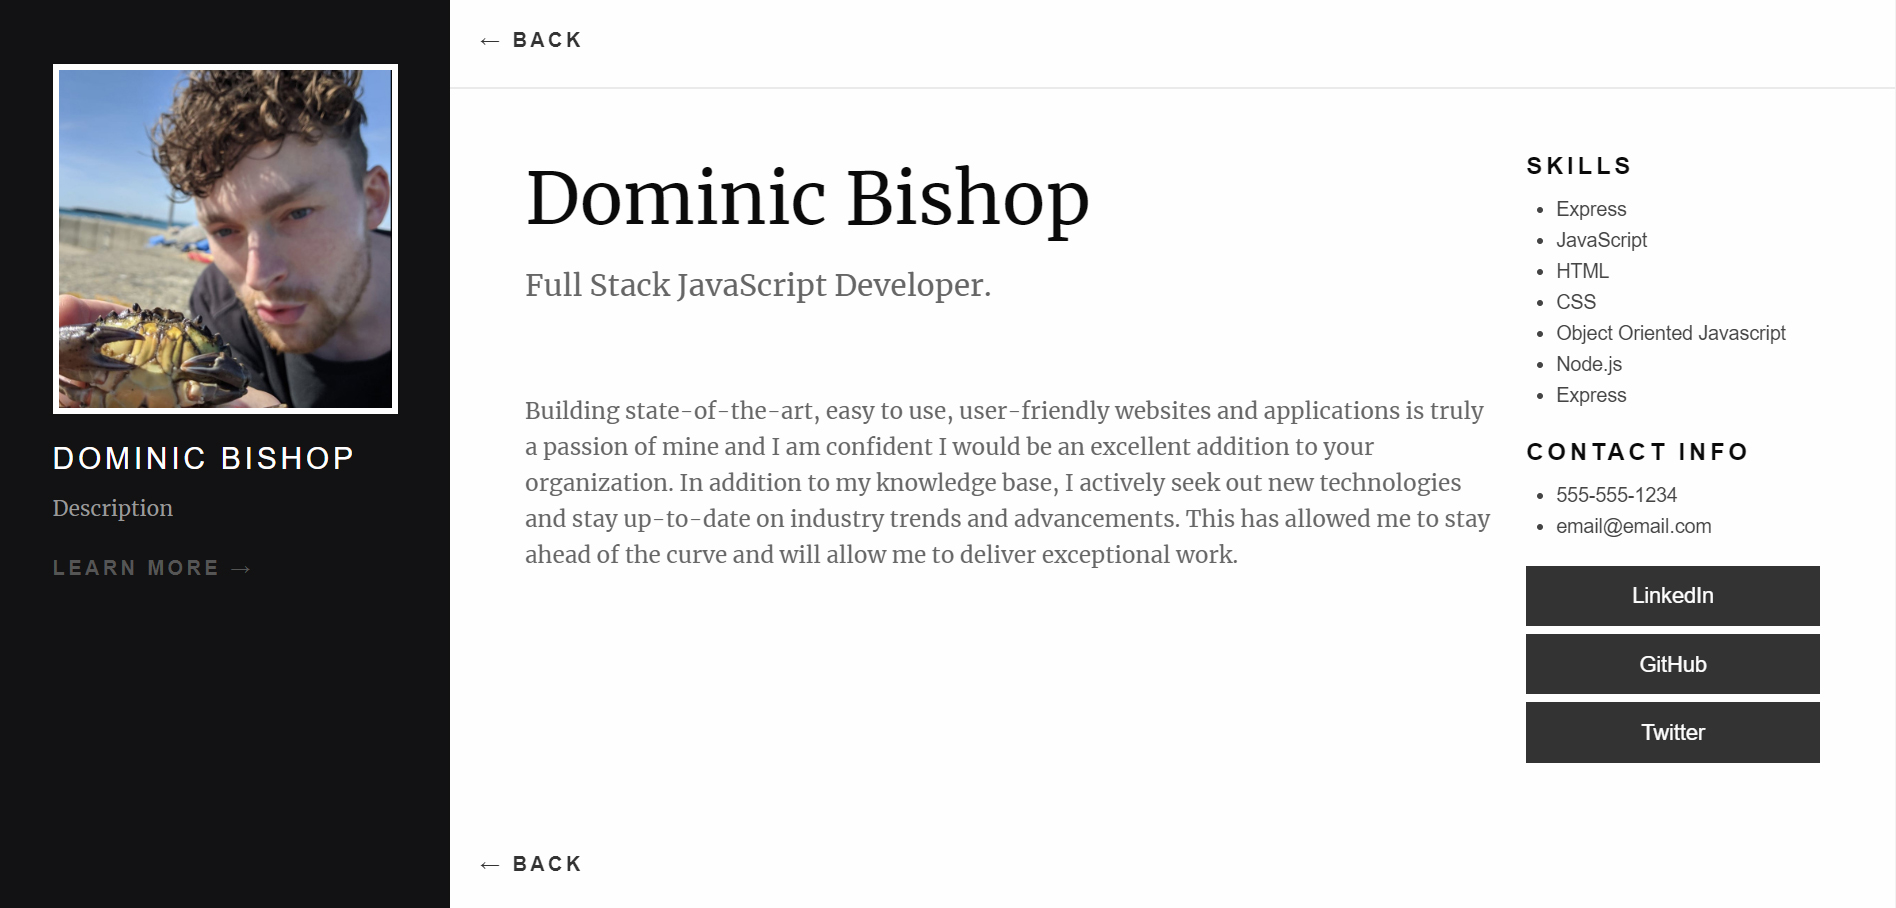 DOMINIC BISHOP
Description
LEARN MORE →
← BACK
Dominic Bishop
Full Stack JavaScript Developer.
Building state-of-the-art, easy to use, user-friendly websites and applications is truly
a passion of mine and I am confident I would be an excellent addition to your
organization. In addition to my knowledge base, I actively seek out new technologies
and stay up-to-date on industry trends and advancements. This has allowed me to stay
ahead of the curve and will allow me to deliver exceptional work.
SKILLS
• Express
• JavaScript
• HTML
• CSS
• Object Oriented Javascript
• Node.js
• Express
CONTACT INFO
• 555-555-1234
• email@email.com
LinkedIn
GitHub
Twitter
← BACK